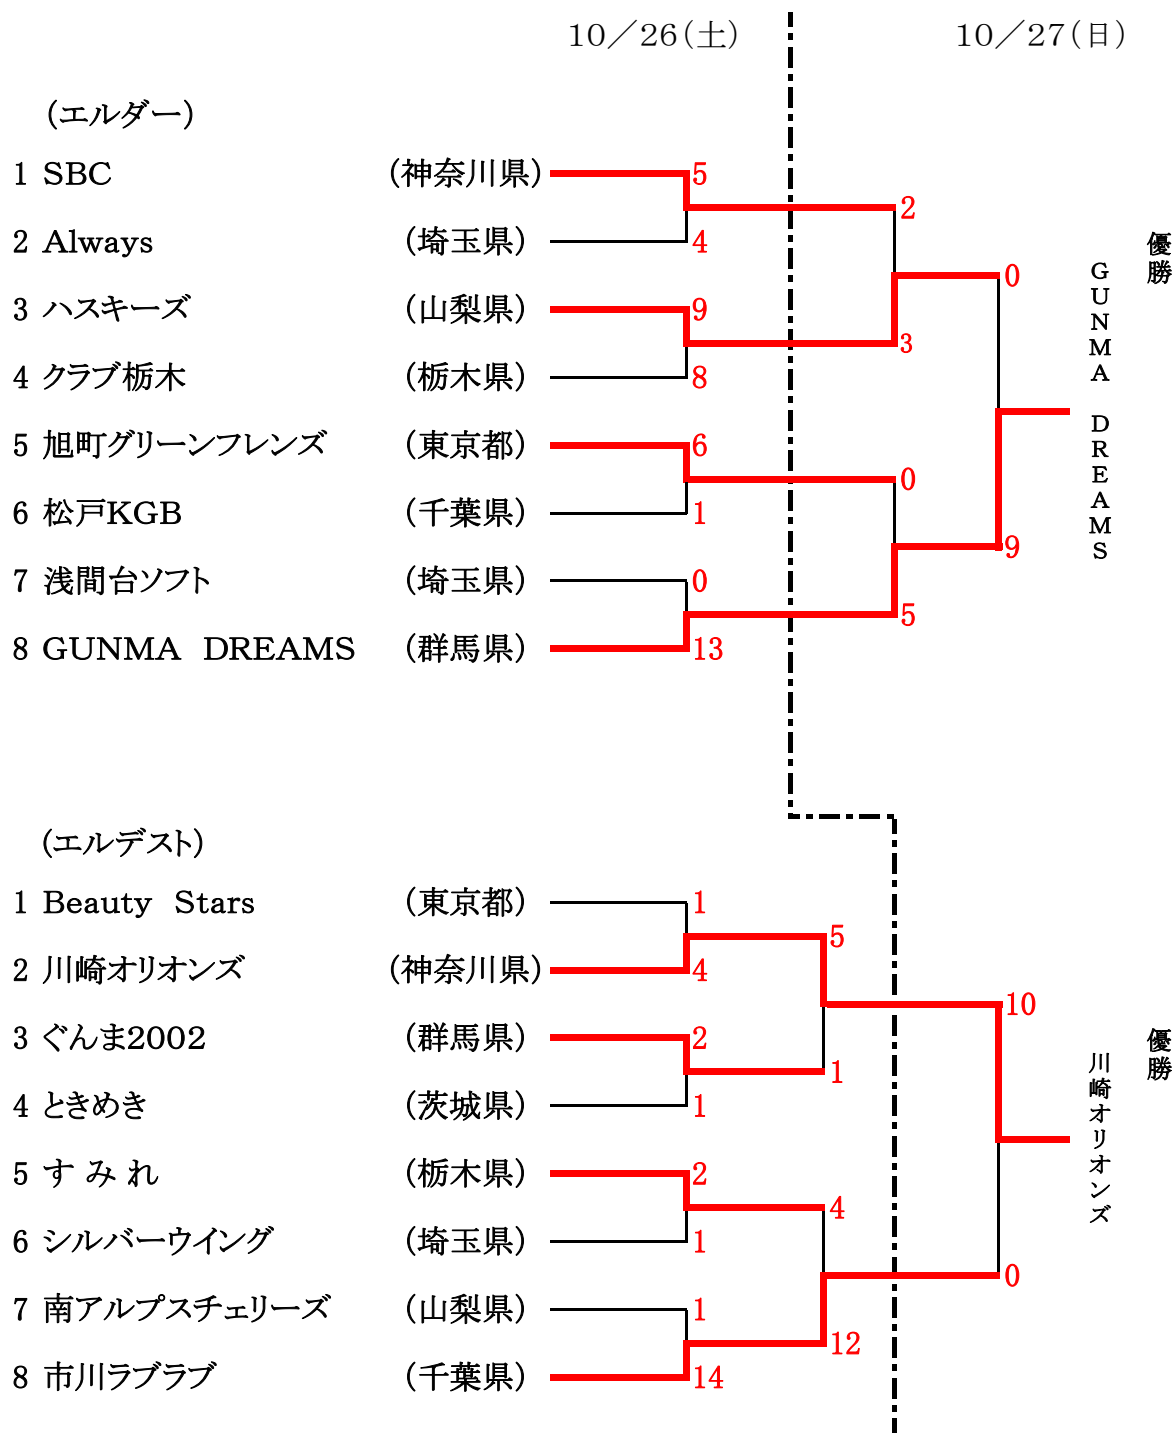 10／26(土) 10／27(日)
(エルダー)
1 SBC (神奈川県) 5
2
2 Always (埼玉県) 4
0
3 ハスキーズ (山梨県) 9
3
4 クラブ栃木 (栃木県) 8
5 旭町グリーンフレンズ (東京都) 6
0
6 松戸KGB (千葉県) 1
9
7 浅間台ソフト (埼玉県) 0
5
8 GUNMA　DREAMS (群馬県) 13
優勝
GUNMA　DREAMS
(エルデスト)
1 Beauty　Stars (東京都) 1
5
2 川崎オリオンズ (神奈川県) 4
10
3 ぐんま2002 (群馬県) 2
1
4 ときめき (茨城県) 1
5 す み れ (栃木県) 2
4
6 シルバーウイング (埼玉県) 1
0
7 南アルプスチェリーズ (山梨県) 1
12
8 市川ラブラブ (千葉県) 14
優勝
川崎オリオンズ